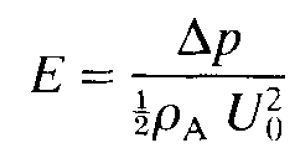 E = Δp / ½ρ_A U_0^2